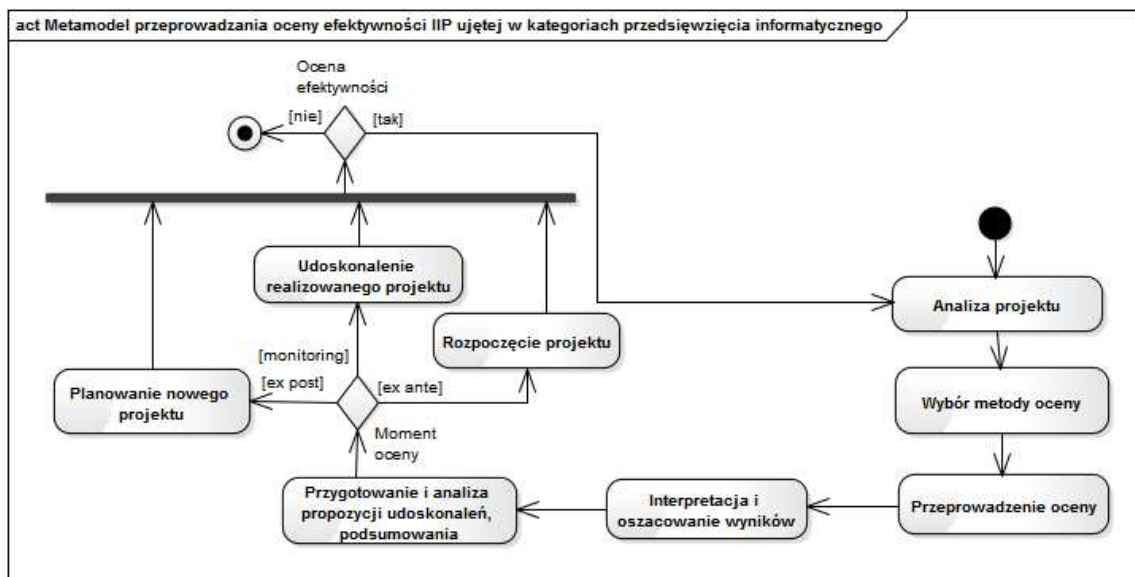 act Metamodel przeprowadzania oceny efektywności IIP ujętej w kategoriach przedsięwzięcia informatycznego
Ocena
efektywności
[nie]
[tak]
Udoskonalenie
realizowanego projektu
Analiza projektu
Rozpoczęcie projektu
[monitoring]
[ex post]
[ex ante]
Planowanie nowego
projektu
Wybór metody oceny
Moment
oceny
Przygotowanie i analiza
propozycji udoskonaleń,
podsumowania
Interpretacja i
oszacowanie wyników
Przeprowadzenie oceny